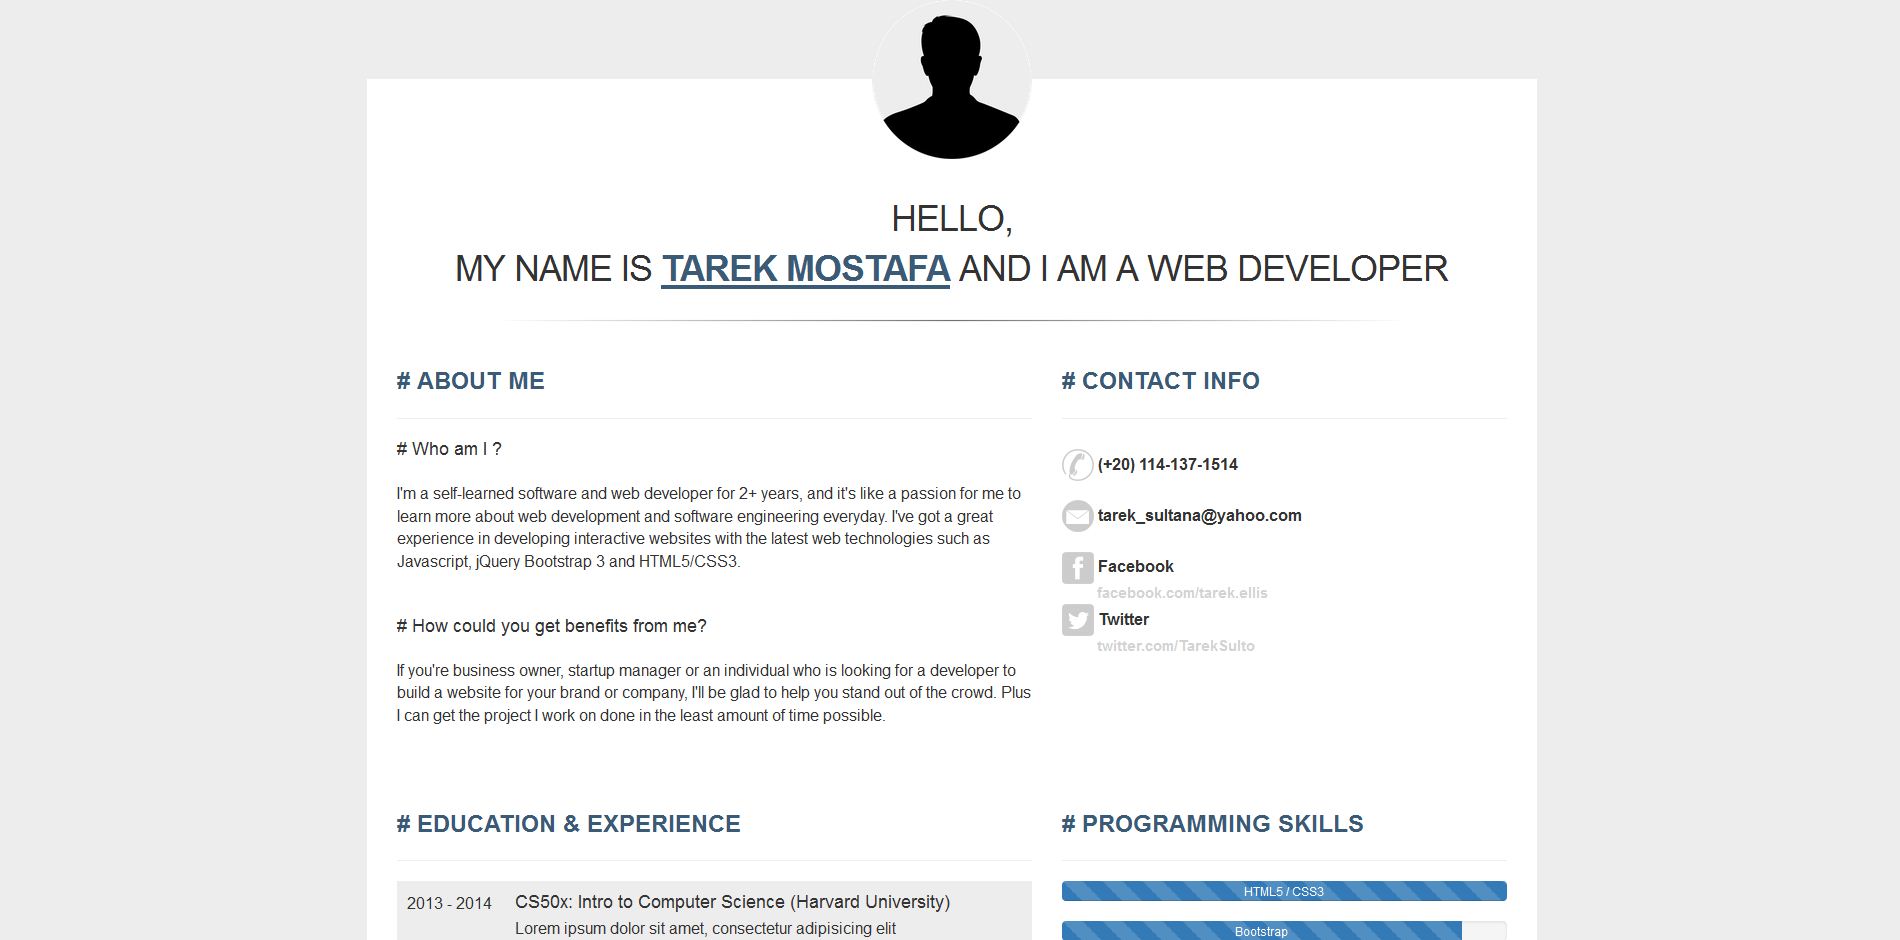 HELLO,
MY NAME IS TAREK MOSTAFA AND I AM A WEB DEVELOPER
# ABOUT ME
# Who am I ?
I'm a self-learned software and web developer for 2+ years, and it's like a passion for me to
learn more about web development and software engineering everyday. I've got a great
experience in developing interactive websites with the latest web technologies such as
Javascript, jQuery Bootstrap 3 and HTML5/CSS3.
# How could you get benefits from me?
If you're business owner, startup manager or an individual who is looking for a developer to
build a website for your brand or company, I'll be glad to help you stand out of the crowd. Plus
I can get the project I work on done in the least amount of time possible.
# CONTACT INFO
(+20) 114-137-1514
tarek_sultana@yahoo.com
Facebook
facebook.com/tarek.ellis
Twitter
twitter.com/TarekSulto
# EDUCATION & EXPERIENCE
2013 - 2014 CS50x: Intro to Computer Science (Harvard University)
Lorem ipsum dolor sit amet, consectetur adipisicing elit
# PROGRAMMING SKILLS
HTML5 / CSS3
Bootstrap